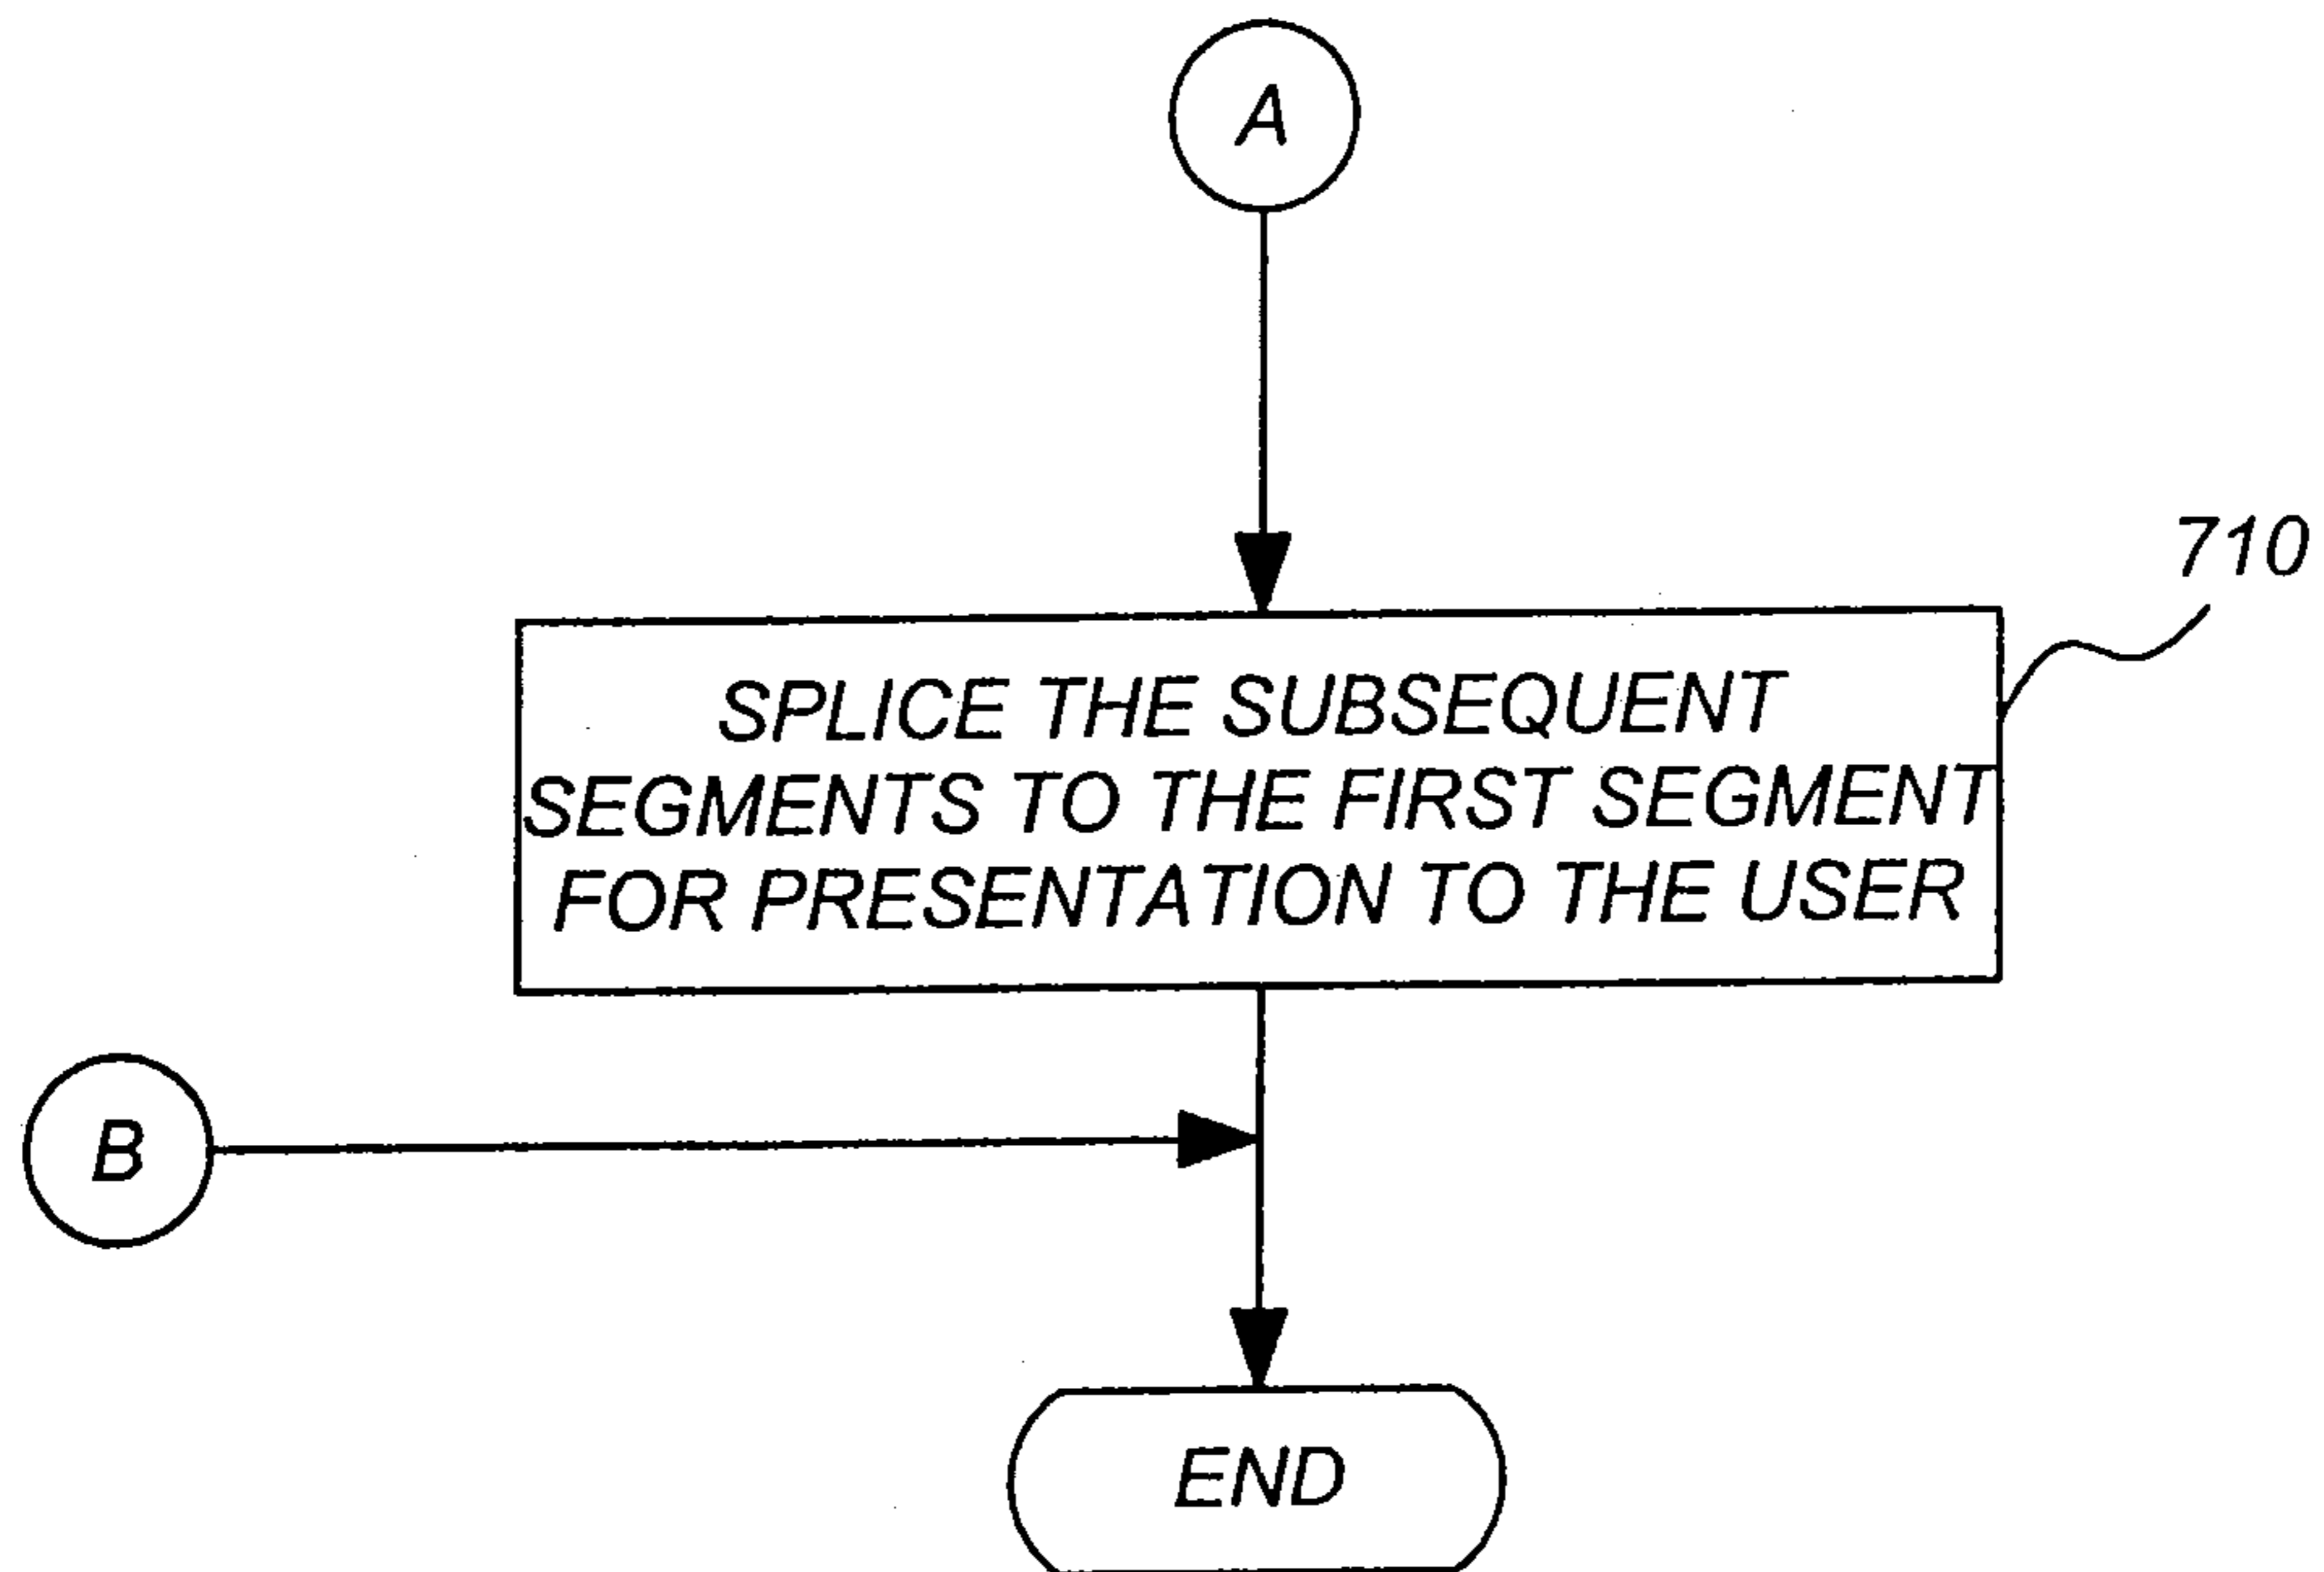 A
710
SPLICE THE SUBSEQUENT
SEGMENTS TO THE FIRST SEGMENT
FOR PRESENTATION TO THE USER
B
END